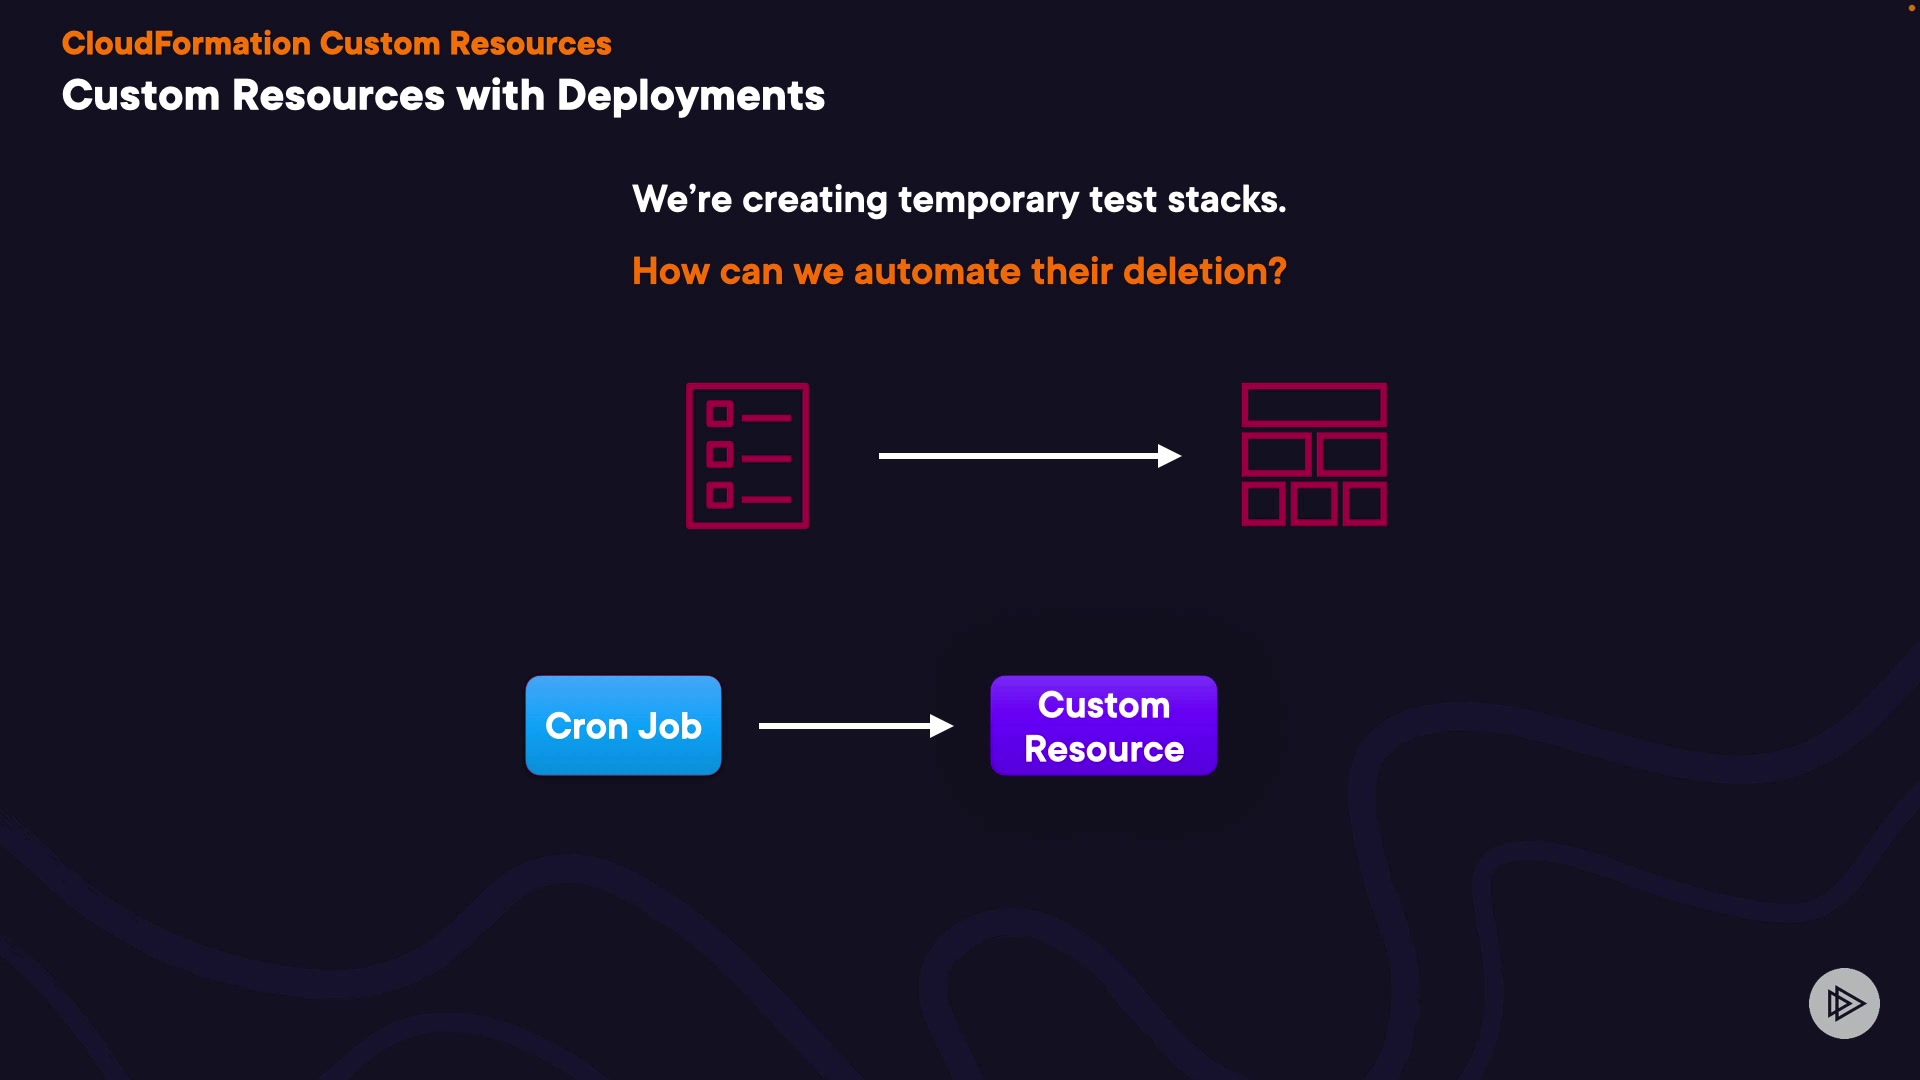 CloudFormation Custom Resources
Custom Resources with Deployments
We’re creating temporary test stacks.
How can we automate their deletion?
Cron Job
Custom
Resource